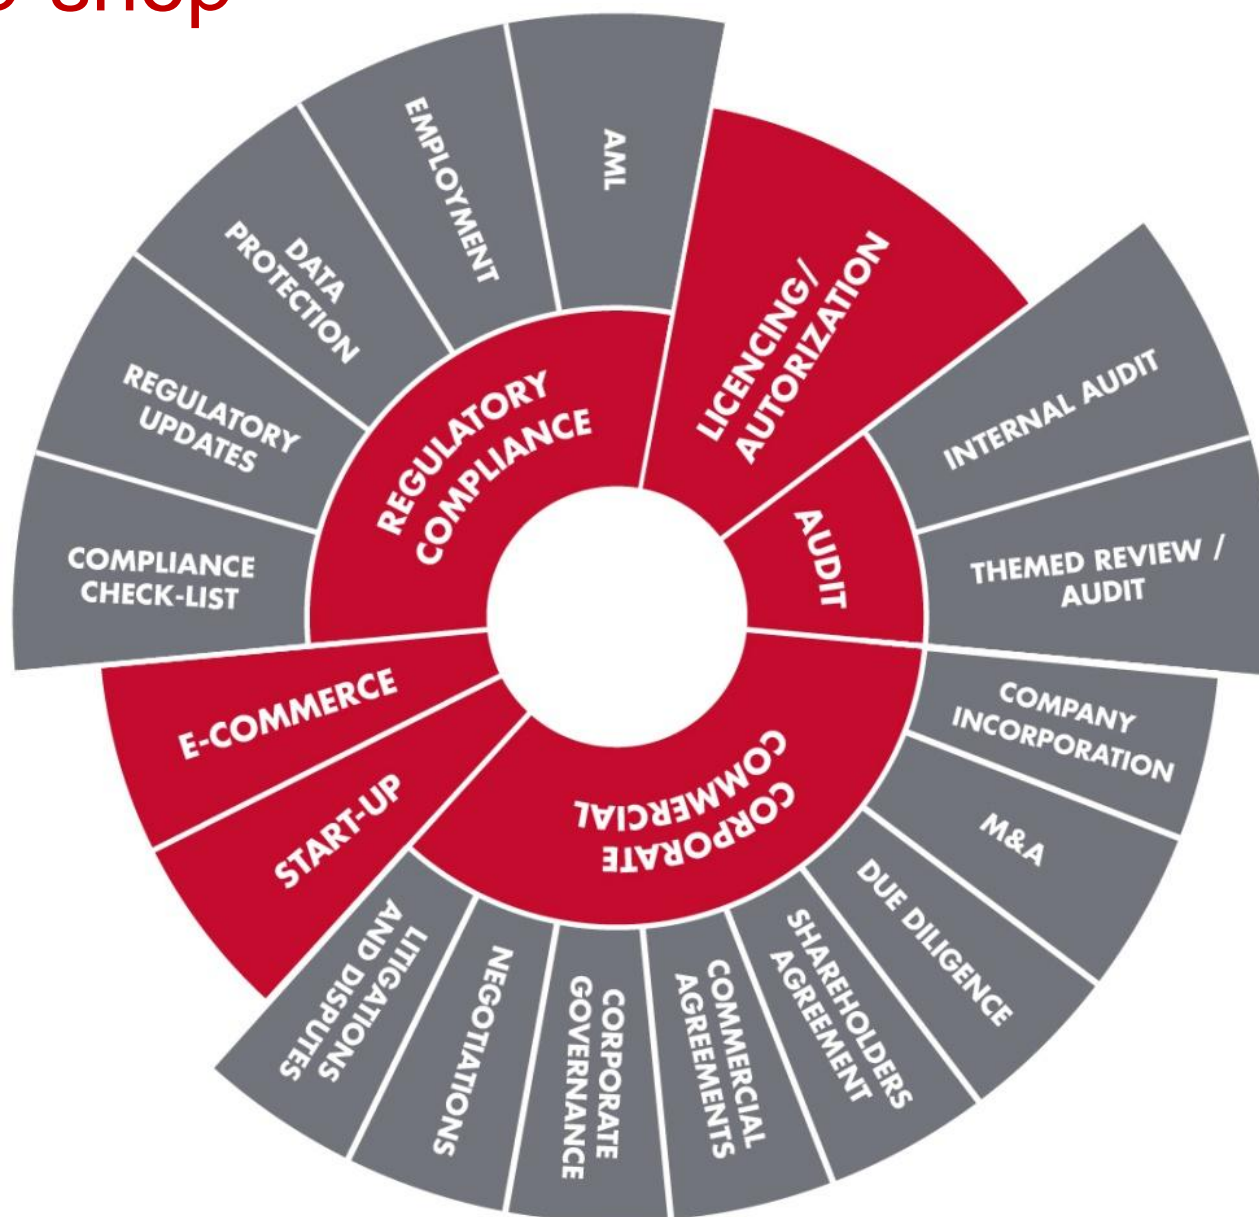 shop
AML
EMPLOYMENT
DATA
PROTECTION
REGULATORY
UPDATES
COMPLIANCE
CHECK-LIST
REGULATORY
COMPLIANCE
LICENCING/
AUTORIZATION
INTERNAL AUDIT
THEMED REVIEW /
AUDIT
AUDIT
COMPANY
INCORPORATION
M&A
DUE DILIGENCE
SHAREHOLDERS
AGREEMENT
COMMERCIAL
AGREEMENTS
CORPORATE
GOVERNANCE
NEGOTIATIONS
LITIGATIONS
AND DISPUTES
CORPORATE
COMMERCIAL
START-UP
E-COMMERCE